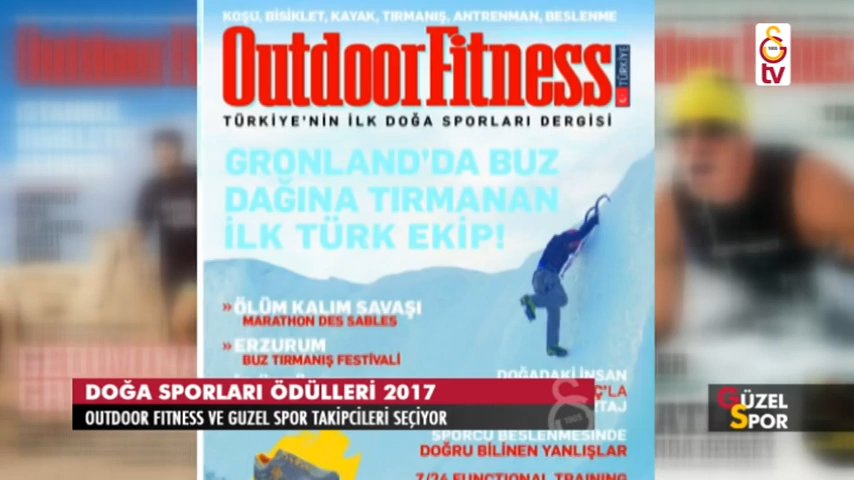 KOŞU, BİSİKLET, KAYAK, TIRMANIŞ, ANTRENMAN, BESLENME
OutdoorFitness
TÜRKİYE
TÜRKİYE'NİN İLK DOĞA SPORLARI DERGİSİ
tv
GRONLAND'DA BUZ
DAĞINA TIRMANAN
İLK TÜRK EKİP!
» ÖLÜM KALIM SAVAŞI
MARATHON DES SABLES
» ERZURUM
BUZ TIRMANIŞ FESTİVALİ
DOĞADAKİ İNSAN
Ç'LA
TAJ
DOĞA SPORLARI ÖDÜLLERİ 2017
OUTDOOR FITNESS VE GUZEL SPOR TAKİPCİLERİ SEÇİYOR
GÜZEL
SPOR
SPORCU BESLENMESİNDE
DOĞRU BİLİNEN YANLIŞLAR
7/24 FUNCTIONAL TRAINING